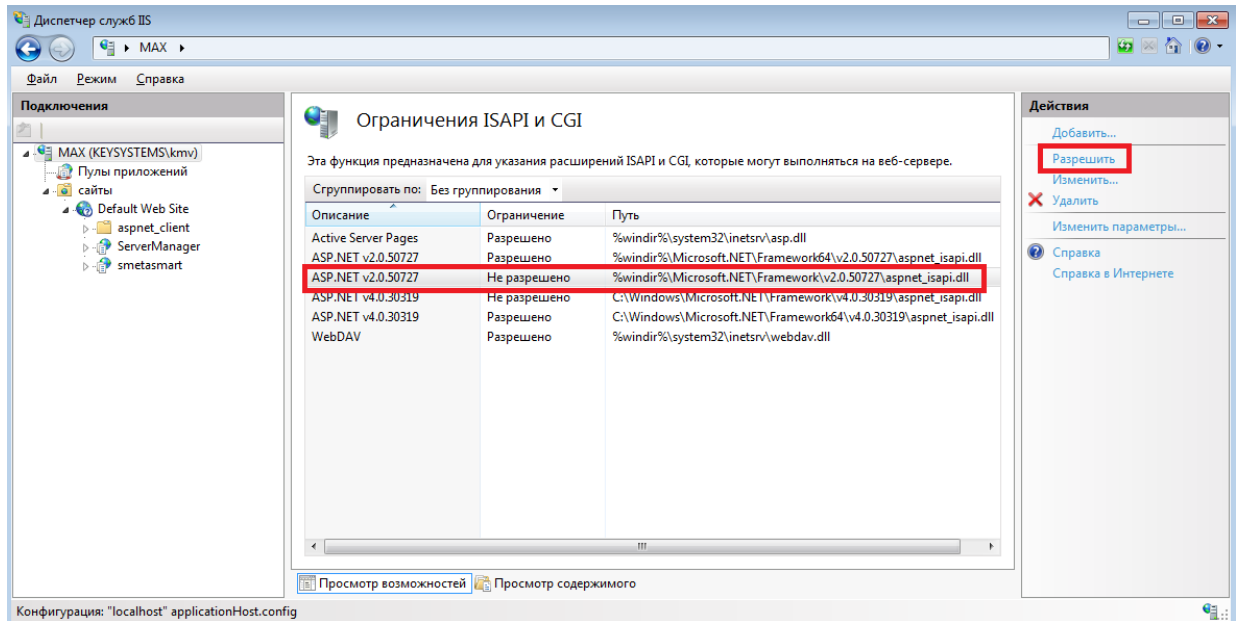 Диспетчер служб IIS
MAX
Файл Режим Справка
Подключения
MAX (KEYSYSTEMS\kmv)
Пулы приложений
сайты
Default Web Site
aspnet_client
ServerManager
smetasmart
Ограничения ISAPI и CGI
Эта функция предназначена для указания расширений ISAPI и CGI, которые могут выполняться на веб-сервере.
Сгруппировать по: Без группирования
Описание Ограничение Путь
Active Server Pages Разрешено %windir%\system32\inetsrv\asp.dll
ASP.NET v2.0.50727 Разрешено %windir%\Microsoft.NET\Framework64\v2.0.50727\aspnet_isapi.dll
ASP.NET v2.0.50727 Не разрешено %windir%\Microsoft.NET\Framework\v2.0.50727\aspnet_isapi.dll
ASP.NET v4.0.30319 Не разрешено C:\Windows\Microsoft.NET\Framework\v4.0.30319\aspnet_isapi.dll
ASP.NET v4.0.30319 Разрешено C:\Windows\Microsoft.NET\Framework64\v4.0.30319\aspnet_isapi.dll
WebDAV Разрешено %windir%\system32\inetsrv\webdav.dll
Просмотр возможностей Просмотр содержимого
Действия
Добавить...
Разрешить
Изменить...
Удалить
Изменить параметры...
Справка
Справка в Интернете
Конфигурация: "localhost" applicationHost.config